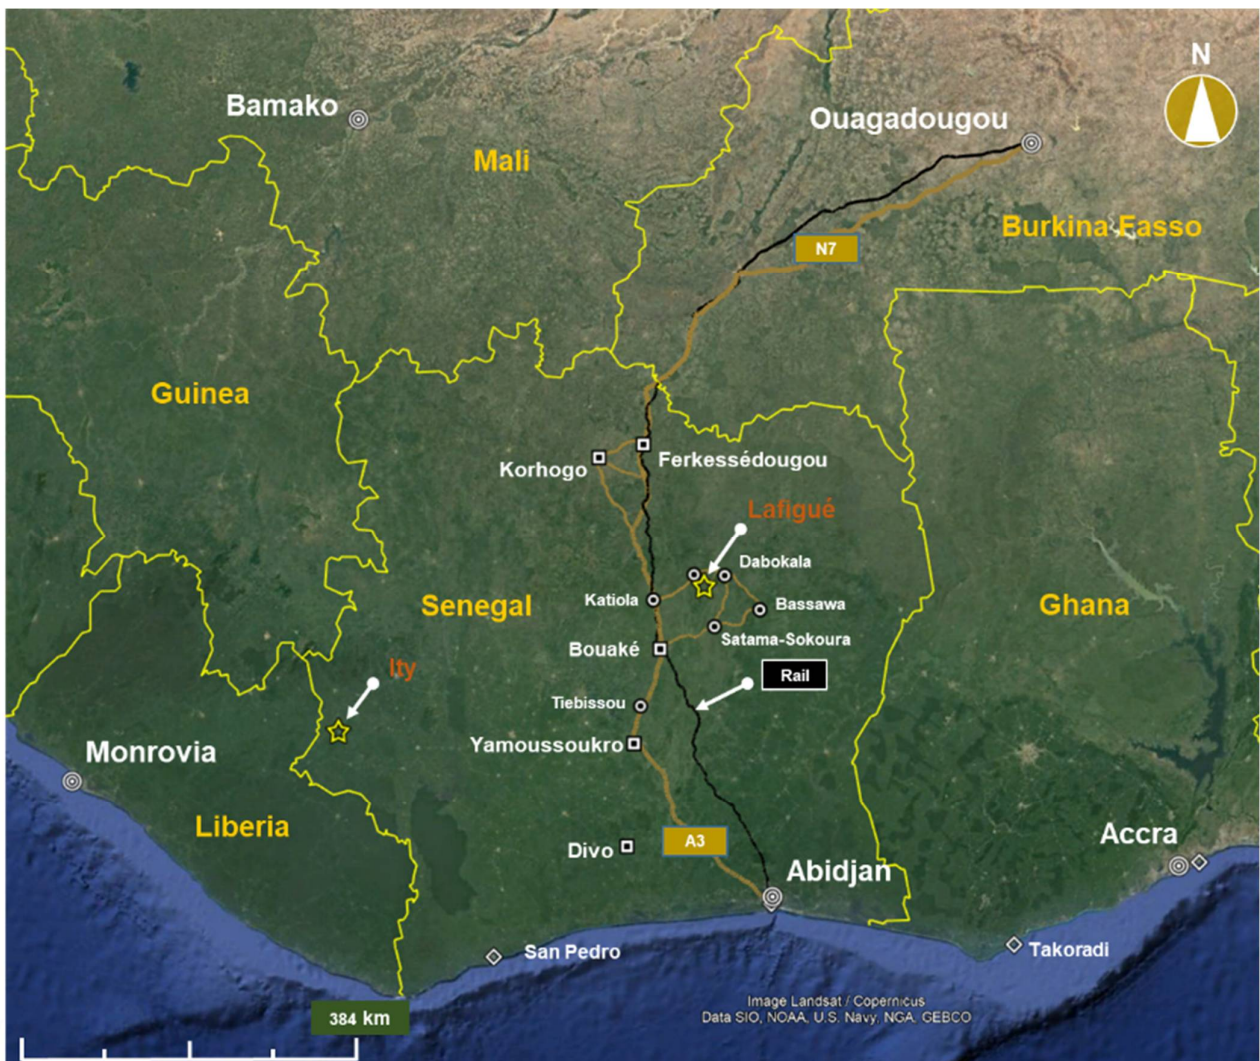 N
Bamako
Ouagadougou
Mali
Burkina Fasso
N7
Guinea
Korhogo
Ferkessédougou
Lafigué
Dabokala
Senegal
Katiola
Bassawa
Ghana
Satama-Sokoura
Bouaké
Ity
Rail
Tiebissou
Monrovia
Yamoussoukro
Liberia
A3
Accra
Divo
Abidjan
San Pedro
Takoradi
Image Landsat / Copernicus
Data SIO, NOAA, U.S. Navy, NGA, GEBCO
384 km